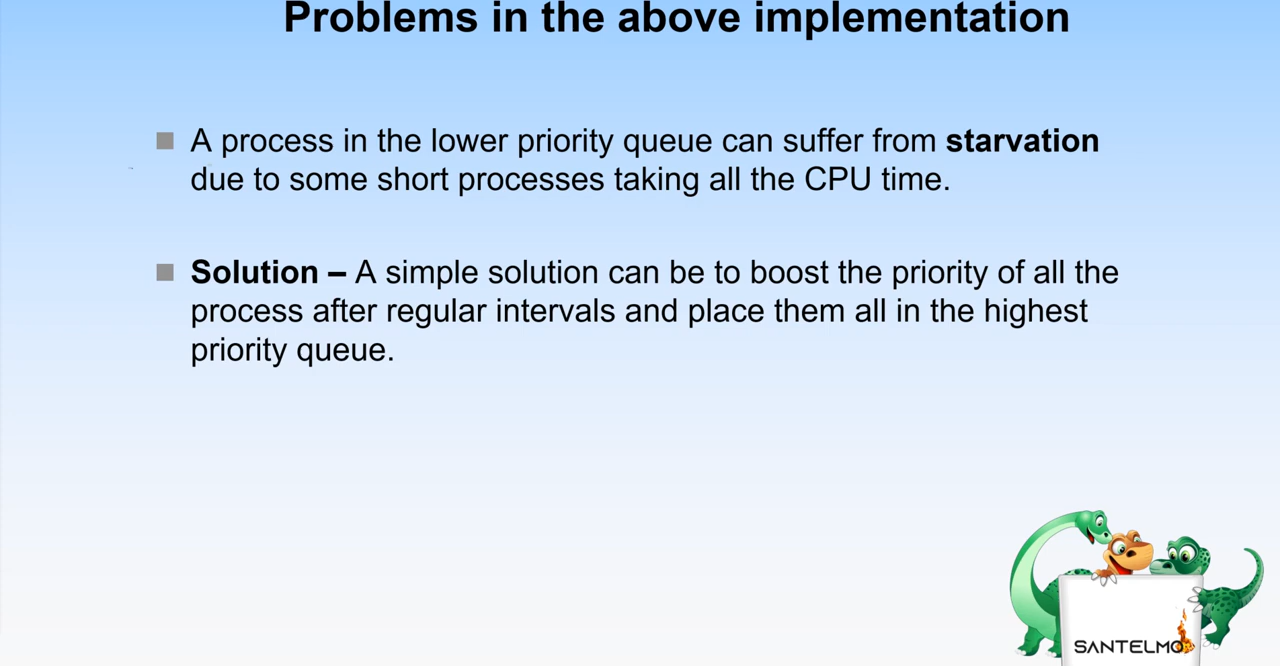 Problems in the above implementation
A process in the lower priority queue can suffer from starvation
due to some short processes taking all the CPU time.
Solution – A simple solution can be to boost the priority of all the
process after regular intervals and place them all in the highest
priority queue.
SANTELMO